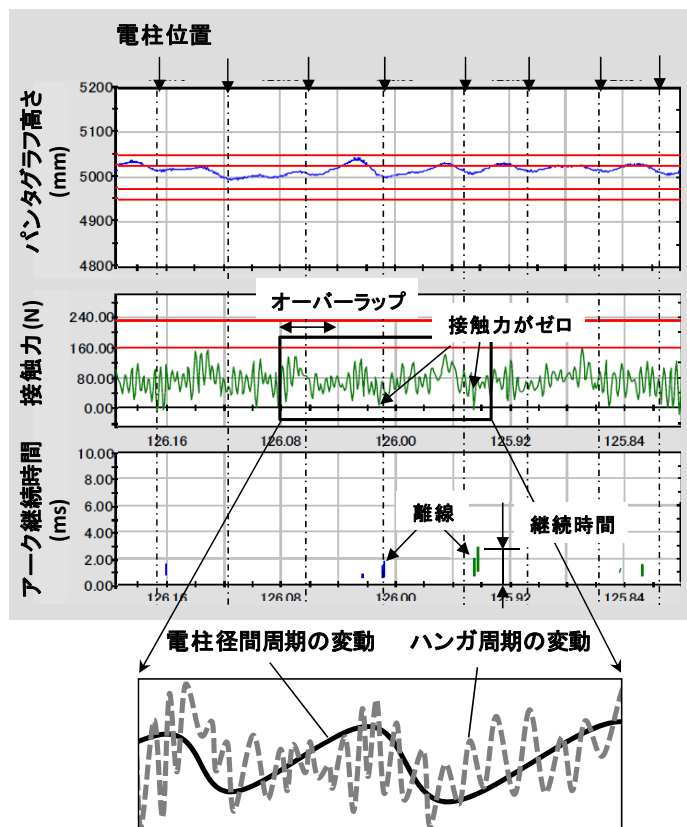 電柱位置
パンタグラフ高さ
(mm)
5200
5100
5000
4900
4800
オーバーラップ
接触力がゼロ
接触力 (N)
240.00
160.00
80.00
0.00
126.16
126.08
126.00
125.92
125.84
アーク継続時間
(ms)
10.00
8.00
6.00
4.00
2.00
0.00
離線
継続時間
126.16
126.08
126.00
125.92
125.84
電柱径間周期の変動
ハンガ周期の変動